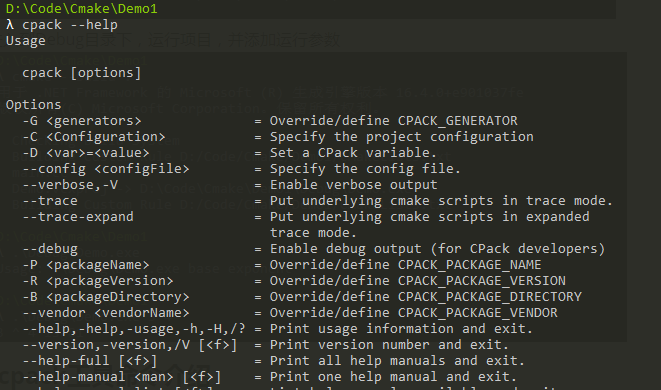 D:\Code\Cmake\Demo1
λ cpack --help
Usage
cpack [options]
Options
-G <generators> = Override/define CPACK_GENERATOR
-C <Configuration> = Specify the project configuration
-D <var>=<value> = Set a CPack variable.
--config <configFile> = Specify the config file.
--verbose,-V = Enable verbose output
--trace = Put underlying cmake scripts in trace mode.
--trace-expand = Put underlying cmake scripts in expanded
trace mode.
--debug = Enable debug output (for CPack developers)
-P <packageName> = Override/define CPACK_PACKAGE_NAME
-R <packageVersion> = Override/define CPACK_PACKAGE_VERSION
-B <packageDirectory> = Override/define CPACK_PACKAGE_DIRECTORY
--vendor <vendorName> = Override/define CPACK_PACKAGE_VENDOR
--help,-help,-usage,-h,-H,/? = Print usage information and exit.
--version,-version,/V [<f>] = Print version number and exit.
--help-full [<f>] = Print all help manuals and exit.
--help-manual <man> [<f>] = Print one help manual and exit.